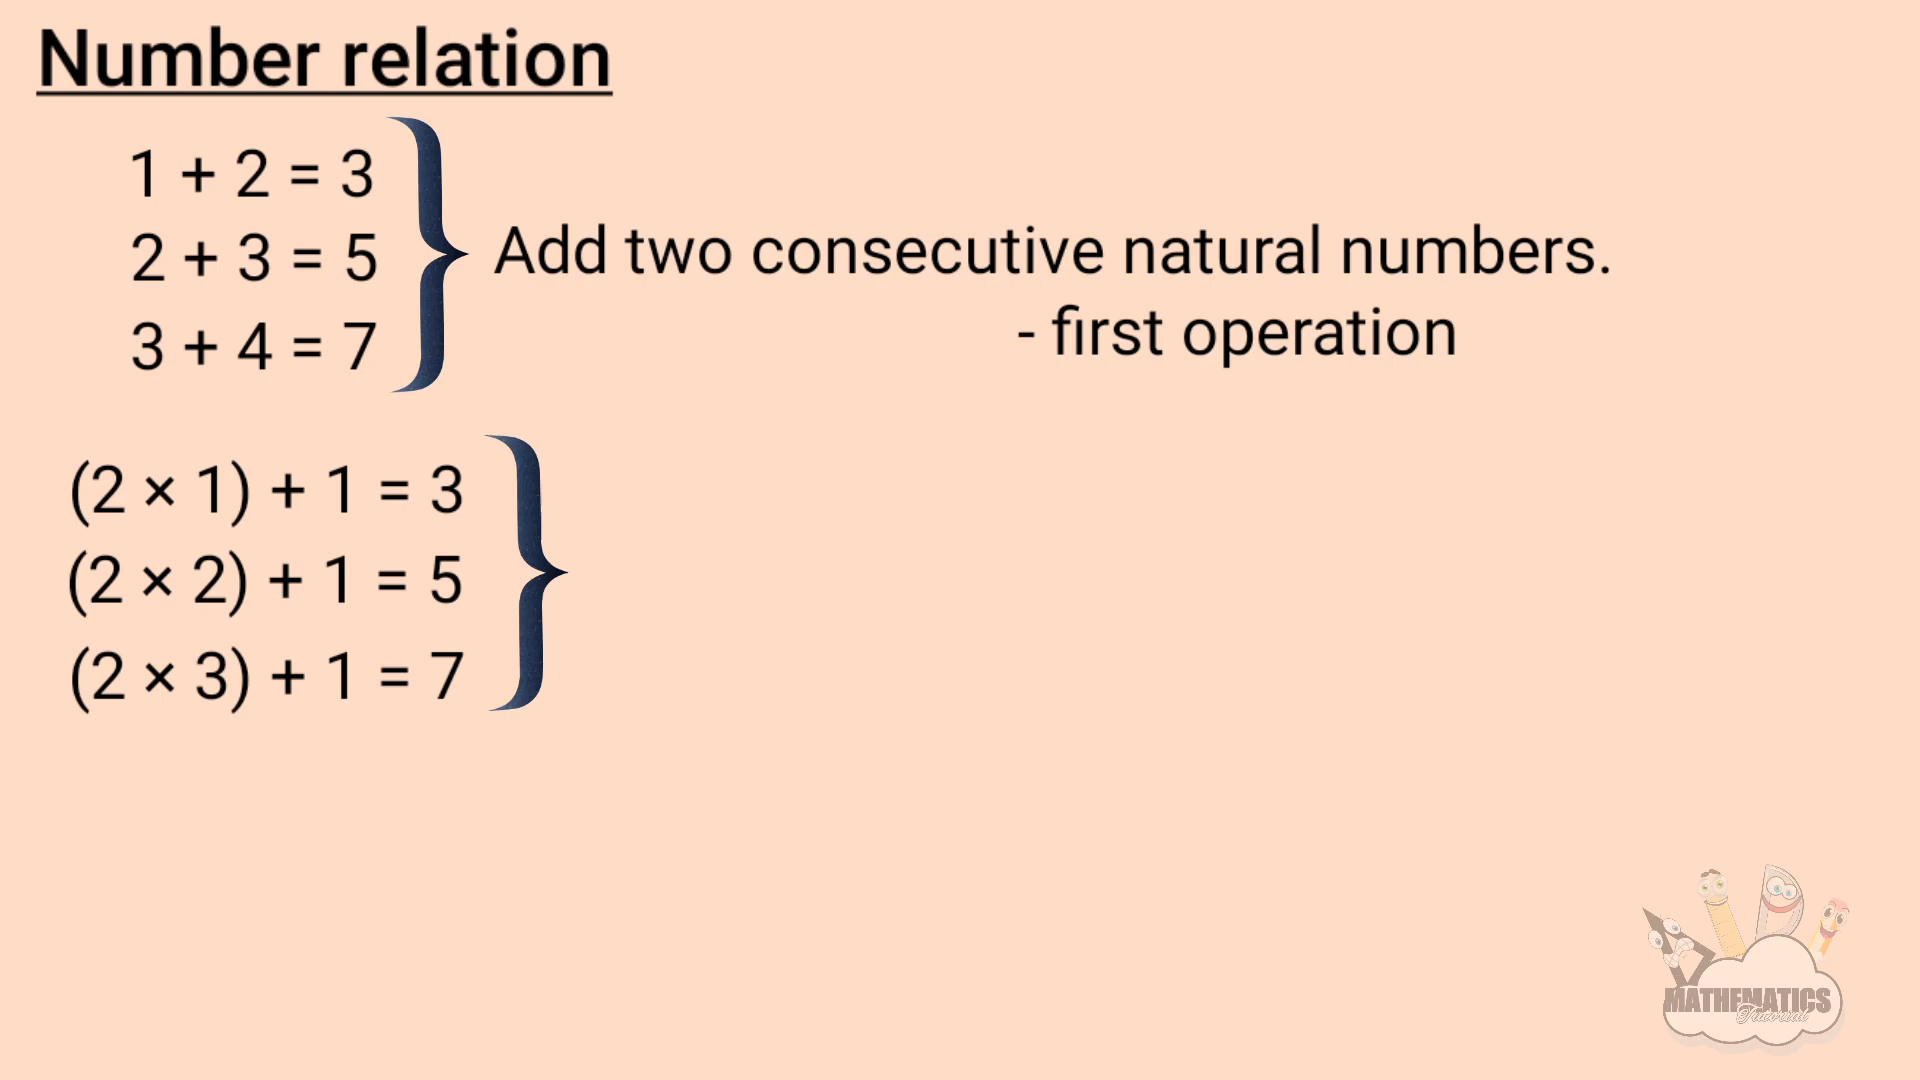 Number relation
1 + 2 = 3
2 + 3 = 5
3 + 4 = 7
Add two consecutive natural numbers.
- first operation
(2 × 1) + 1 = 3
(2 × 2) + 1 = 5
(2 × 3) + 1 = 7
MATHEMATICS
Tutorial